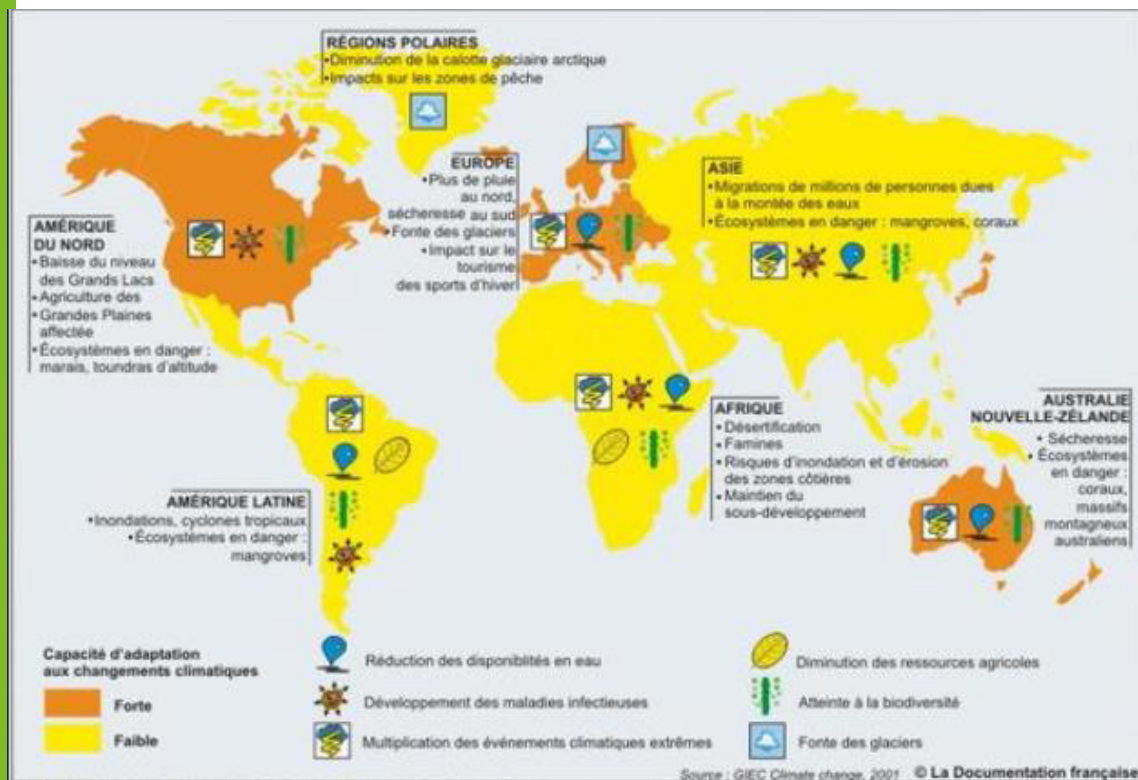 RÉGIONS POLAIRES
•Diminution de la calotte glaciaire arctique
•Impacts sur les zones de pêche
EUROPE
•Plus de pluie
au nord,
sécheresse au sud
•Fonte des glaciers
•Impact sur le
tourisme
des sports d'hiver
ASIE
•Migrations de millions de personnes dues
à la montée des eaux
•Écosystèmes en danger : mangroves, coraux
AMÉRIQUE
DU NORD
•Baisse du niveau
des Grands Lacs
•Agriculture des
•Grandes Plaines
affectée
•Écosystèmes en danger :
marais, toundras d'altitude
AFRIQUE
•Désertification
•Famines
•Risques d'inondation et d'érosion
des zones côtières
•Maintien du
sous-développement
AUSTRALIE
NOUVELLE-ZÉLANDE
•Sécheresse
•Écosystèmes
en danger :
coraux,
massifs
montagneux
australiens
AMÉRIQUE LATINE
•Inondations, cyclones tropicaux
•Écosystèmes en danger :
mangroves
Capacité d'adaptation
aux changements climatiques
Forte
Faible
Réduction des disponiblités en eau
Développement des maladies infectieuses
Multiplication des événements climatiques extrêmes
Diminution des ressources agricoles
Atteinte à la biodiversité
Fonte des glaciers
Source : GIEC Climate change, 2001 © La Documentation française